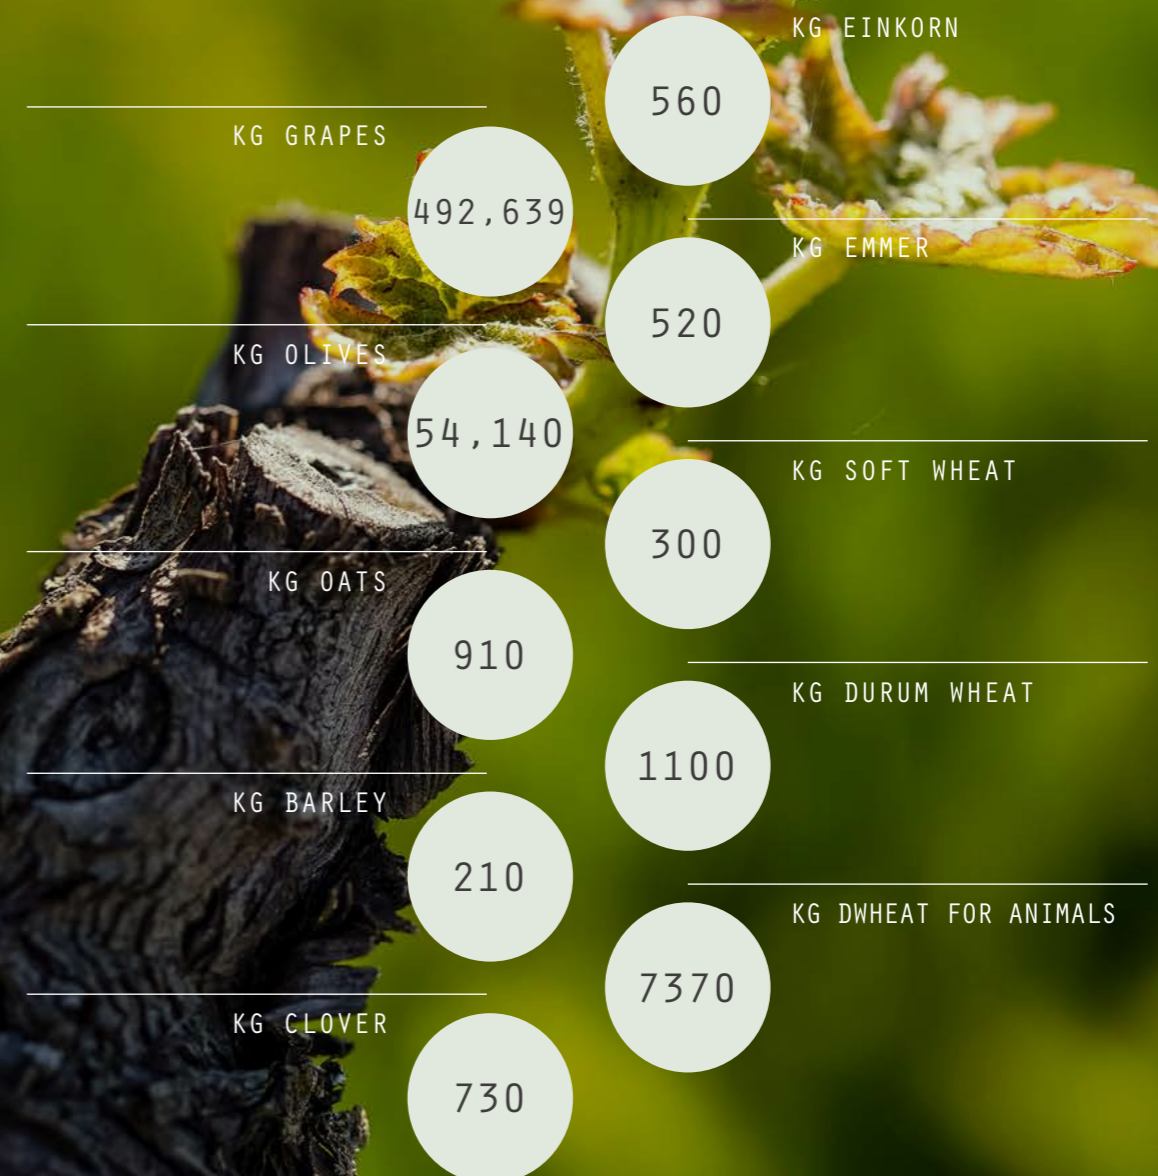 KG GRAPES
492,639
KG OLIVES
54,140
KG OATS
910
KG BARLEY
210
KG CLOVER
730
KG EINKORN
560
KG EMMER
520
KG SOFT WHEAT
300
KG DURUM WHEAT
1100
KG DWHEAT FOR ANIMALS
7370